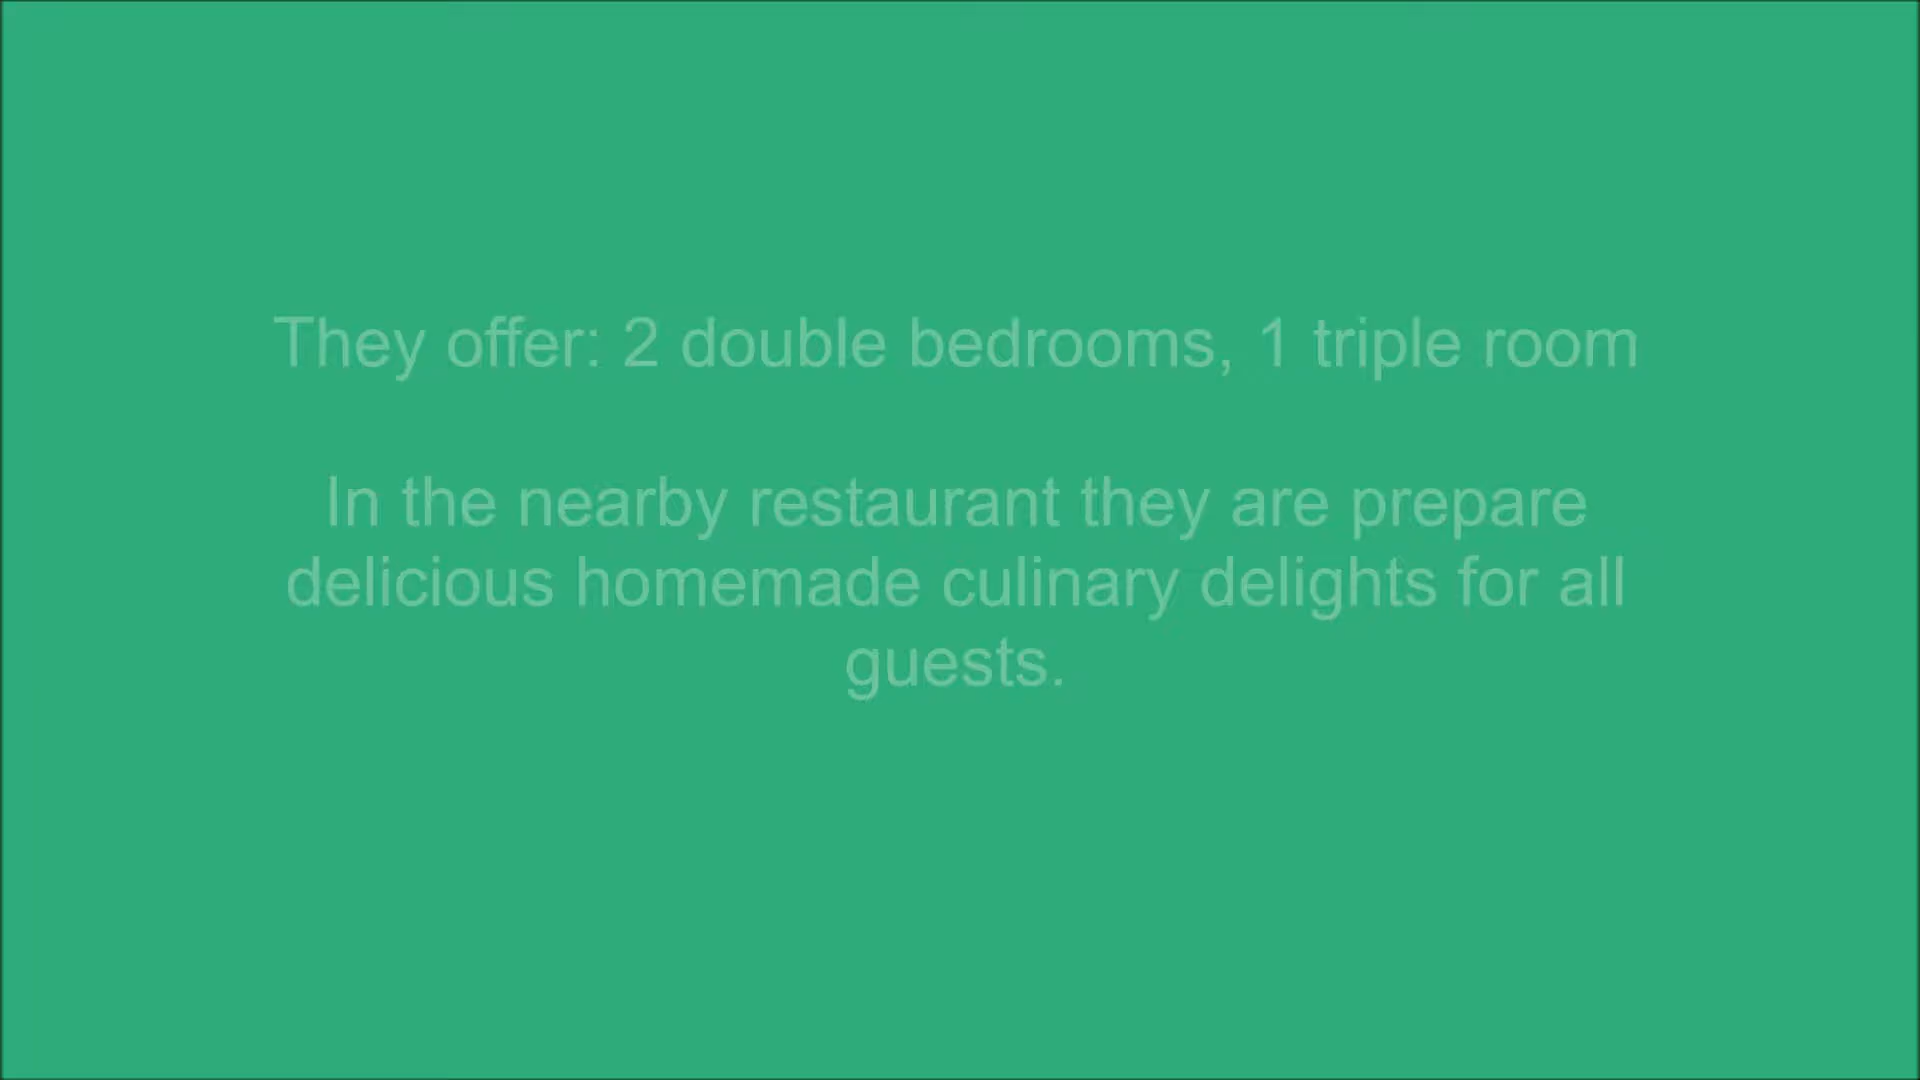 They offer: 2 double bedrooms, 1 triple room
In the nearby restaurant they are prepare
delicious homemade culinary delights for all
guests.